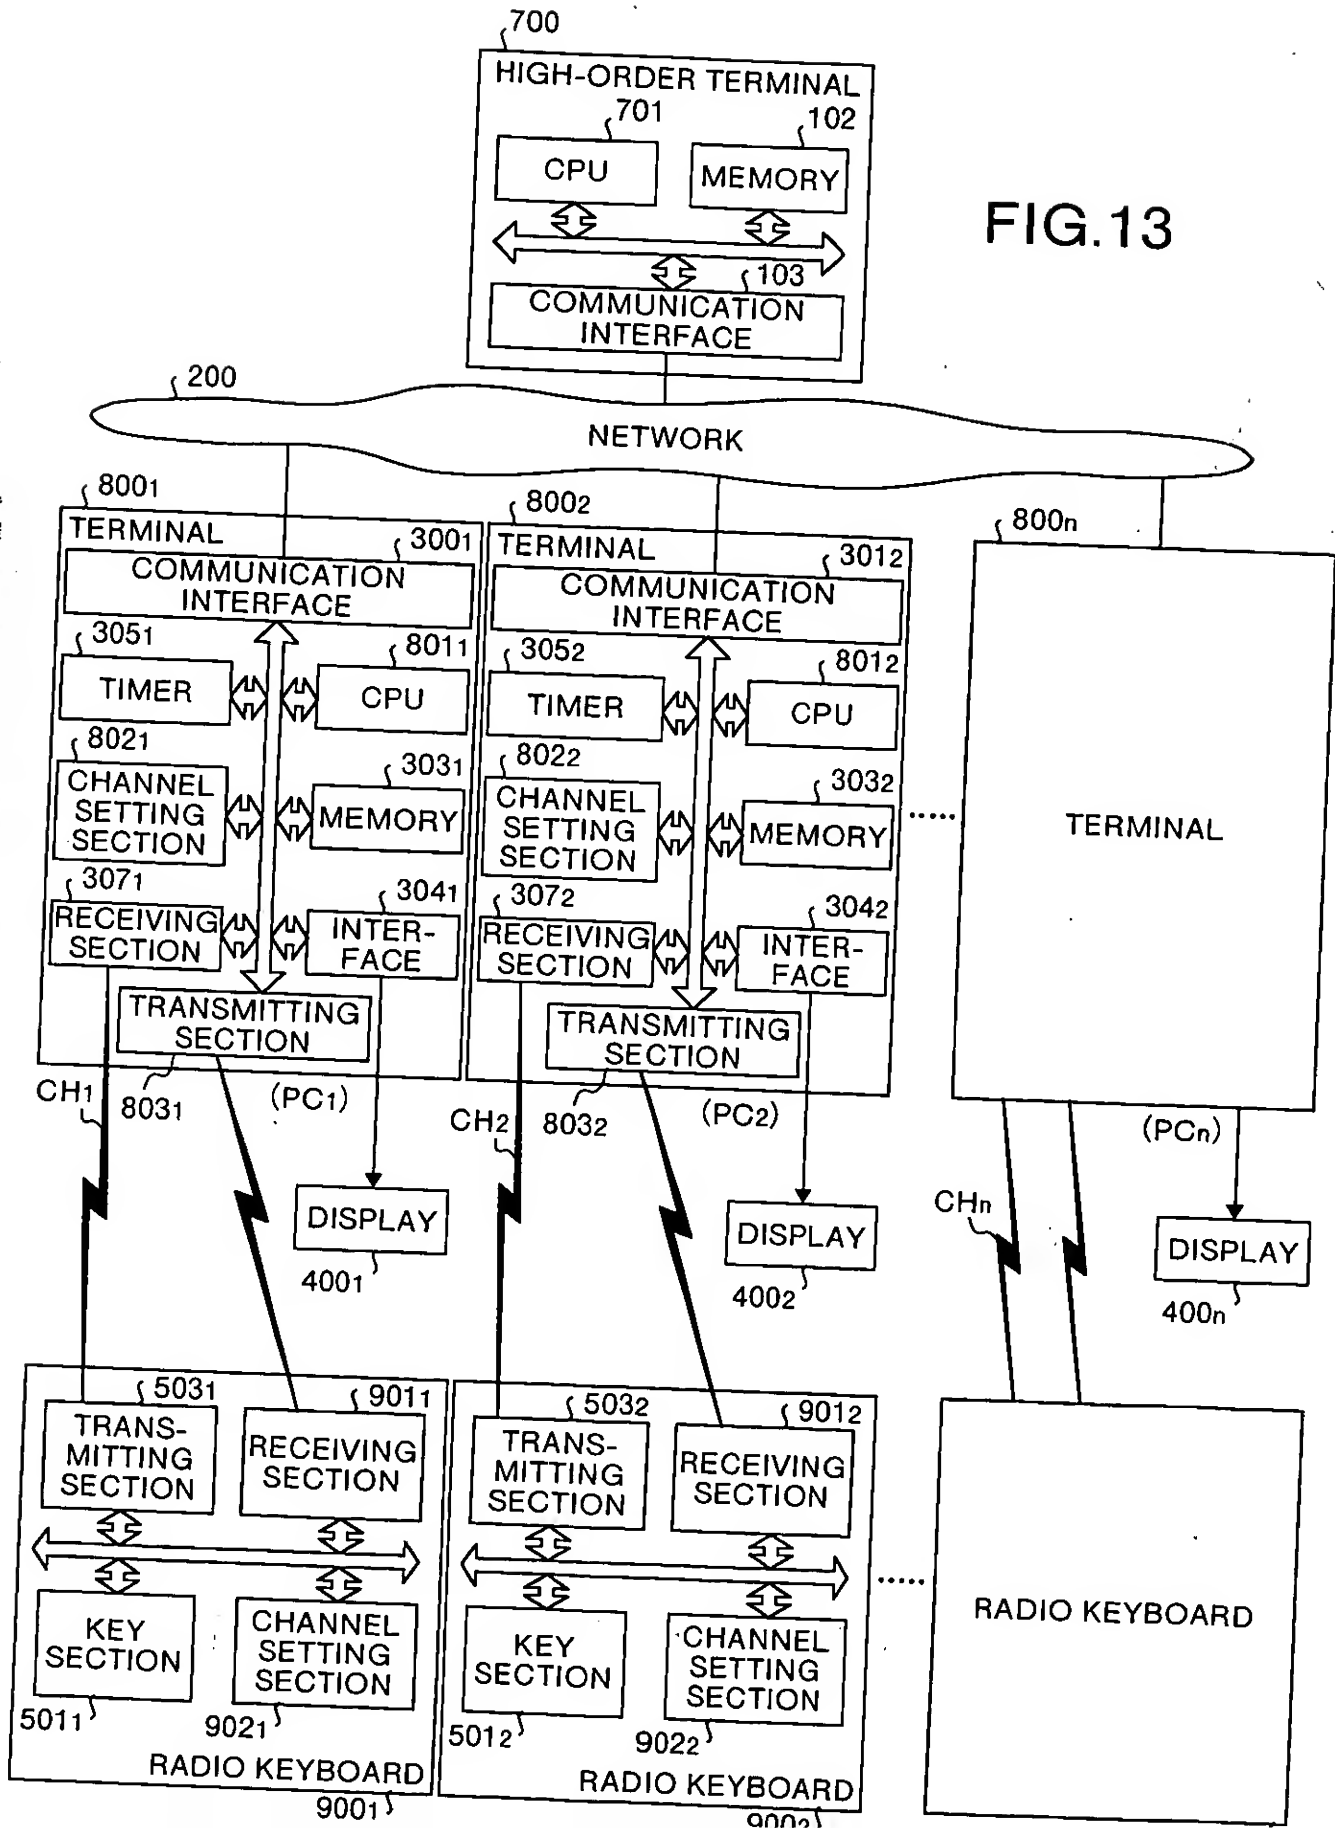 700
HIGH-ORDER TERMINAL
701
102
CPU
MEMORY
FIG.13
103
COMMUNICATION
INTERFACE
200
NETWORK
8001
TERMINAL
3001
COMMUNICATION
INTERFACE
3051
TIMER
8011
CPU
8021
CHANNEL
SETTING
SECTION
3031
MEMORY
3071
RECEIVING
SECTION
3041
INTER-
FACE
TRANSMITTING
SECTION
8031
(PC1)
CH1
8002
TERMINAL
3012
COMMUNICATION
INTERFACE
3052
TIMER
8012
CPU
8022
CHANNEL
SETTING
SECTION
3032
MEMORY
3072
RECEIVING
SECTION
3042
INTER-
FACE
TRANSMITTING
SECTION
8032
(PC2)
CH2
.....
800n
TERMINAL
(PCn)
CHn
DISPLAY
4001
DISPLAY
4002
DISPLAY
400n
5031
TRANS-
MITTING
SECTION
9011
RECEIVING
SECTION
KEY
SECTION
5011
CHANNEL
SETTING
SECTION
9021
RADIO KEYBOARD
9001
5032
TRANS-
MITTING
SECTION
9012
RECEIVING
SECTION
KEY
SECTION
5012
CHANNEL
SETTING
SECTION
9022
RADIO KEYBOARD
9002
.....
RADIO KEYBOARD